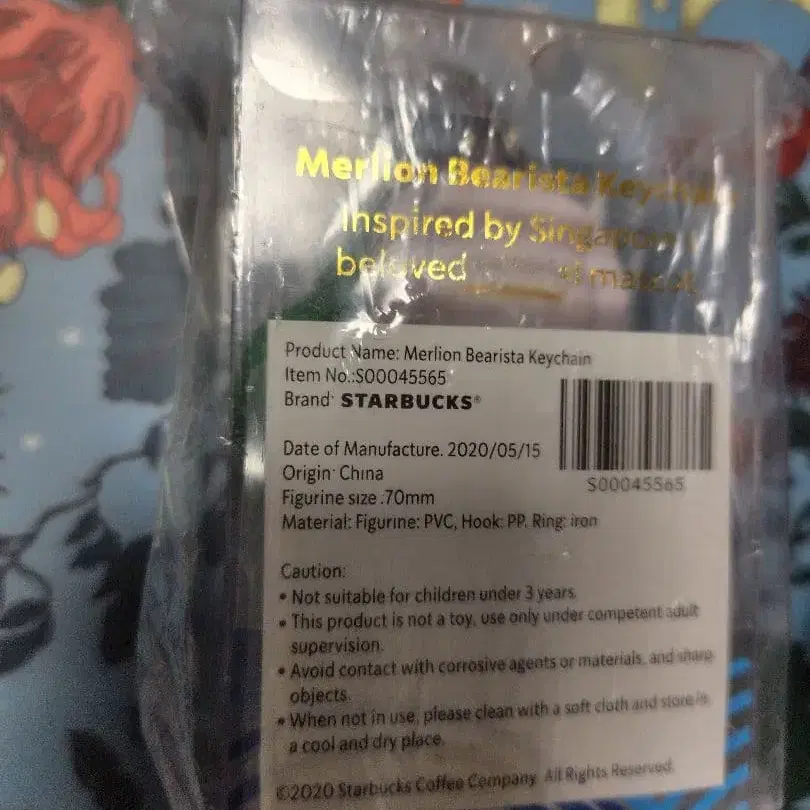 Merlion Bearista Keychain
Inspired by Singapore's
beloved mascot.
Product Name: Merlion Bearista Keychain
Item No.:S00045565
Brand: STARBUCKS®
Date of Manufacture. 2020/05/15
Origin: China
Figurine size :70mm
Material: Figurine: PVC, Hook: PP. Ring: iron
S00045565
Caution:
• Not suitable for children under 3 years.
• This product is not a toy, use only under competent adult
supervision.
• Avoid contact with corrosive agents or materials, and sharp
objects.
• When not in use, please clean with a soft cloth and store in
a cool and dry place.
©2020 Starbucks Coffee Company. All Rights Reserved.